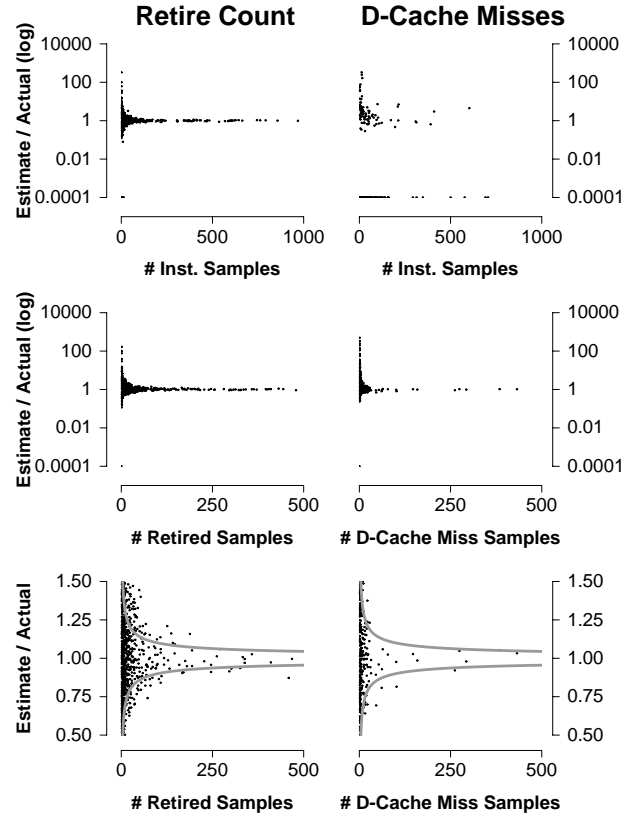 Retire Count D-Cache Misses
Estimate / Actual (log)
10000 10000
100 100
1 1
0.01 0.01
0.0001 0.0001
0 500 1000 0 500 1000
# Inst. Samples # Inst. Samples
Estimate / Actual (log)
10000 10000
100 100
1 1
0.01 0.01
0.0001 0.0001
0 250 500 0 250 500
# Retired Samples # D-Cache Miss Samples
Estimate / Actual
1.50 1.50
1.25 1.25
1.00 1.00
0.75 0.75
0.50 0.50
0 250 500 0 250 500
# Retired Samples # D-Cache Miss Samples